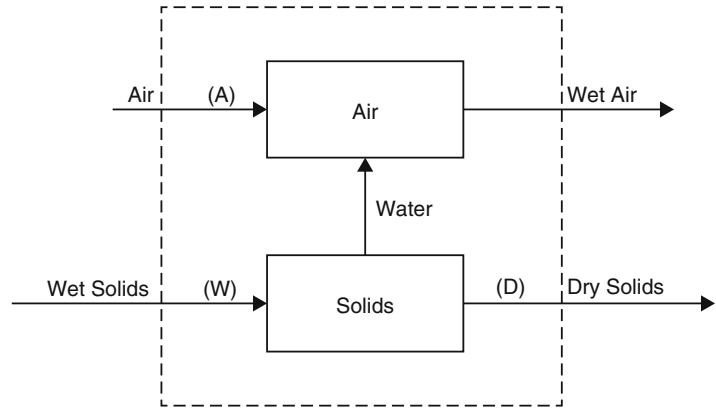 Air (A) Wet Air
Air
Water
Wet Solids (W) (D) Dry Solids
Solids